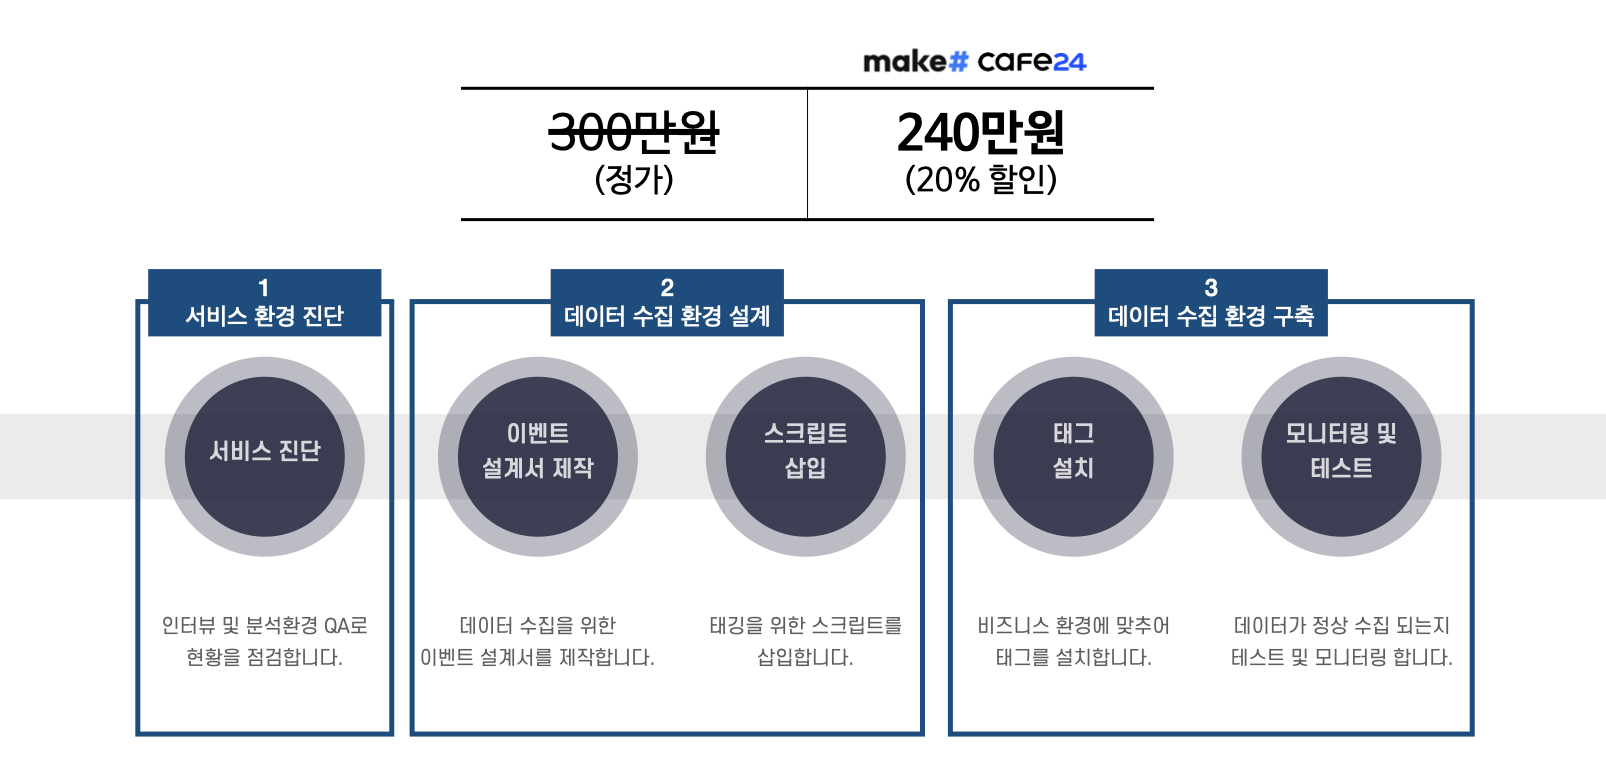 make# cafe24
300만원
(정가)
240만원
(20% 할인)
1
서비스 환경 진단
서비스 진단
인터뷰 및 분석환경 QA로
현황을 점검합니다.
2
데이터 수집 환경 설계
이벤트
설계서 제작
데이터 수집을 위한
이벤트 설계서를 제작합니다.
스크립트
삽입
태깅을 위한 스크립트를
삽입합니다.
3
데이터 수집 환경 구축
태그
설치
비즈니스 환경에 맞추어
태그를 설치합니다.
모니터링 및
테스트
데이터가 정상 수집 되는지
테스트 및 모니터링 합니다.